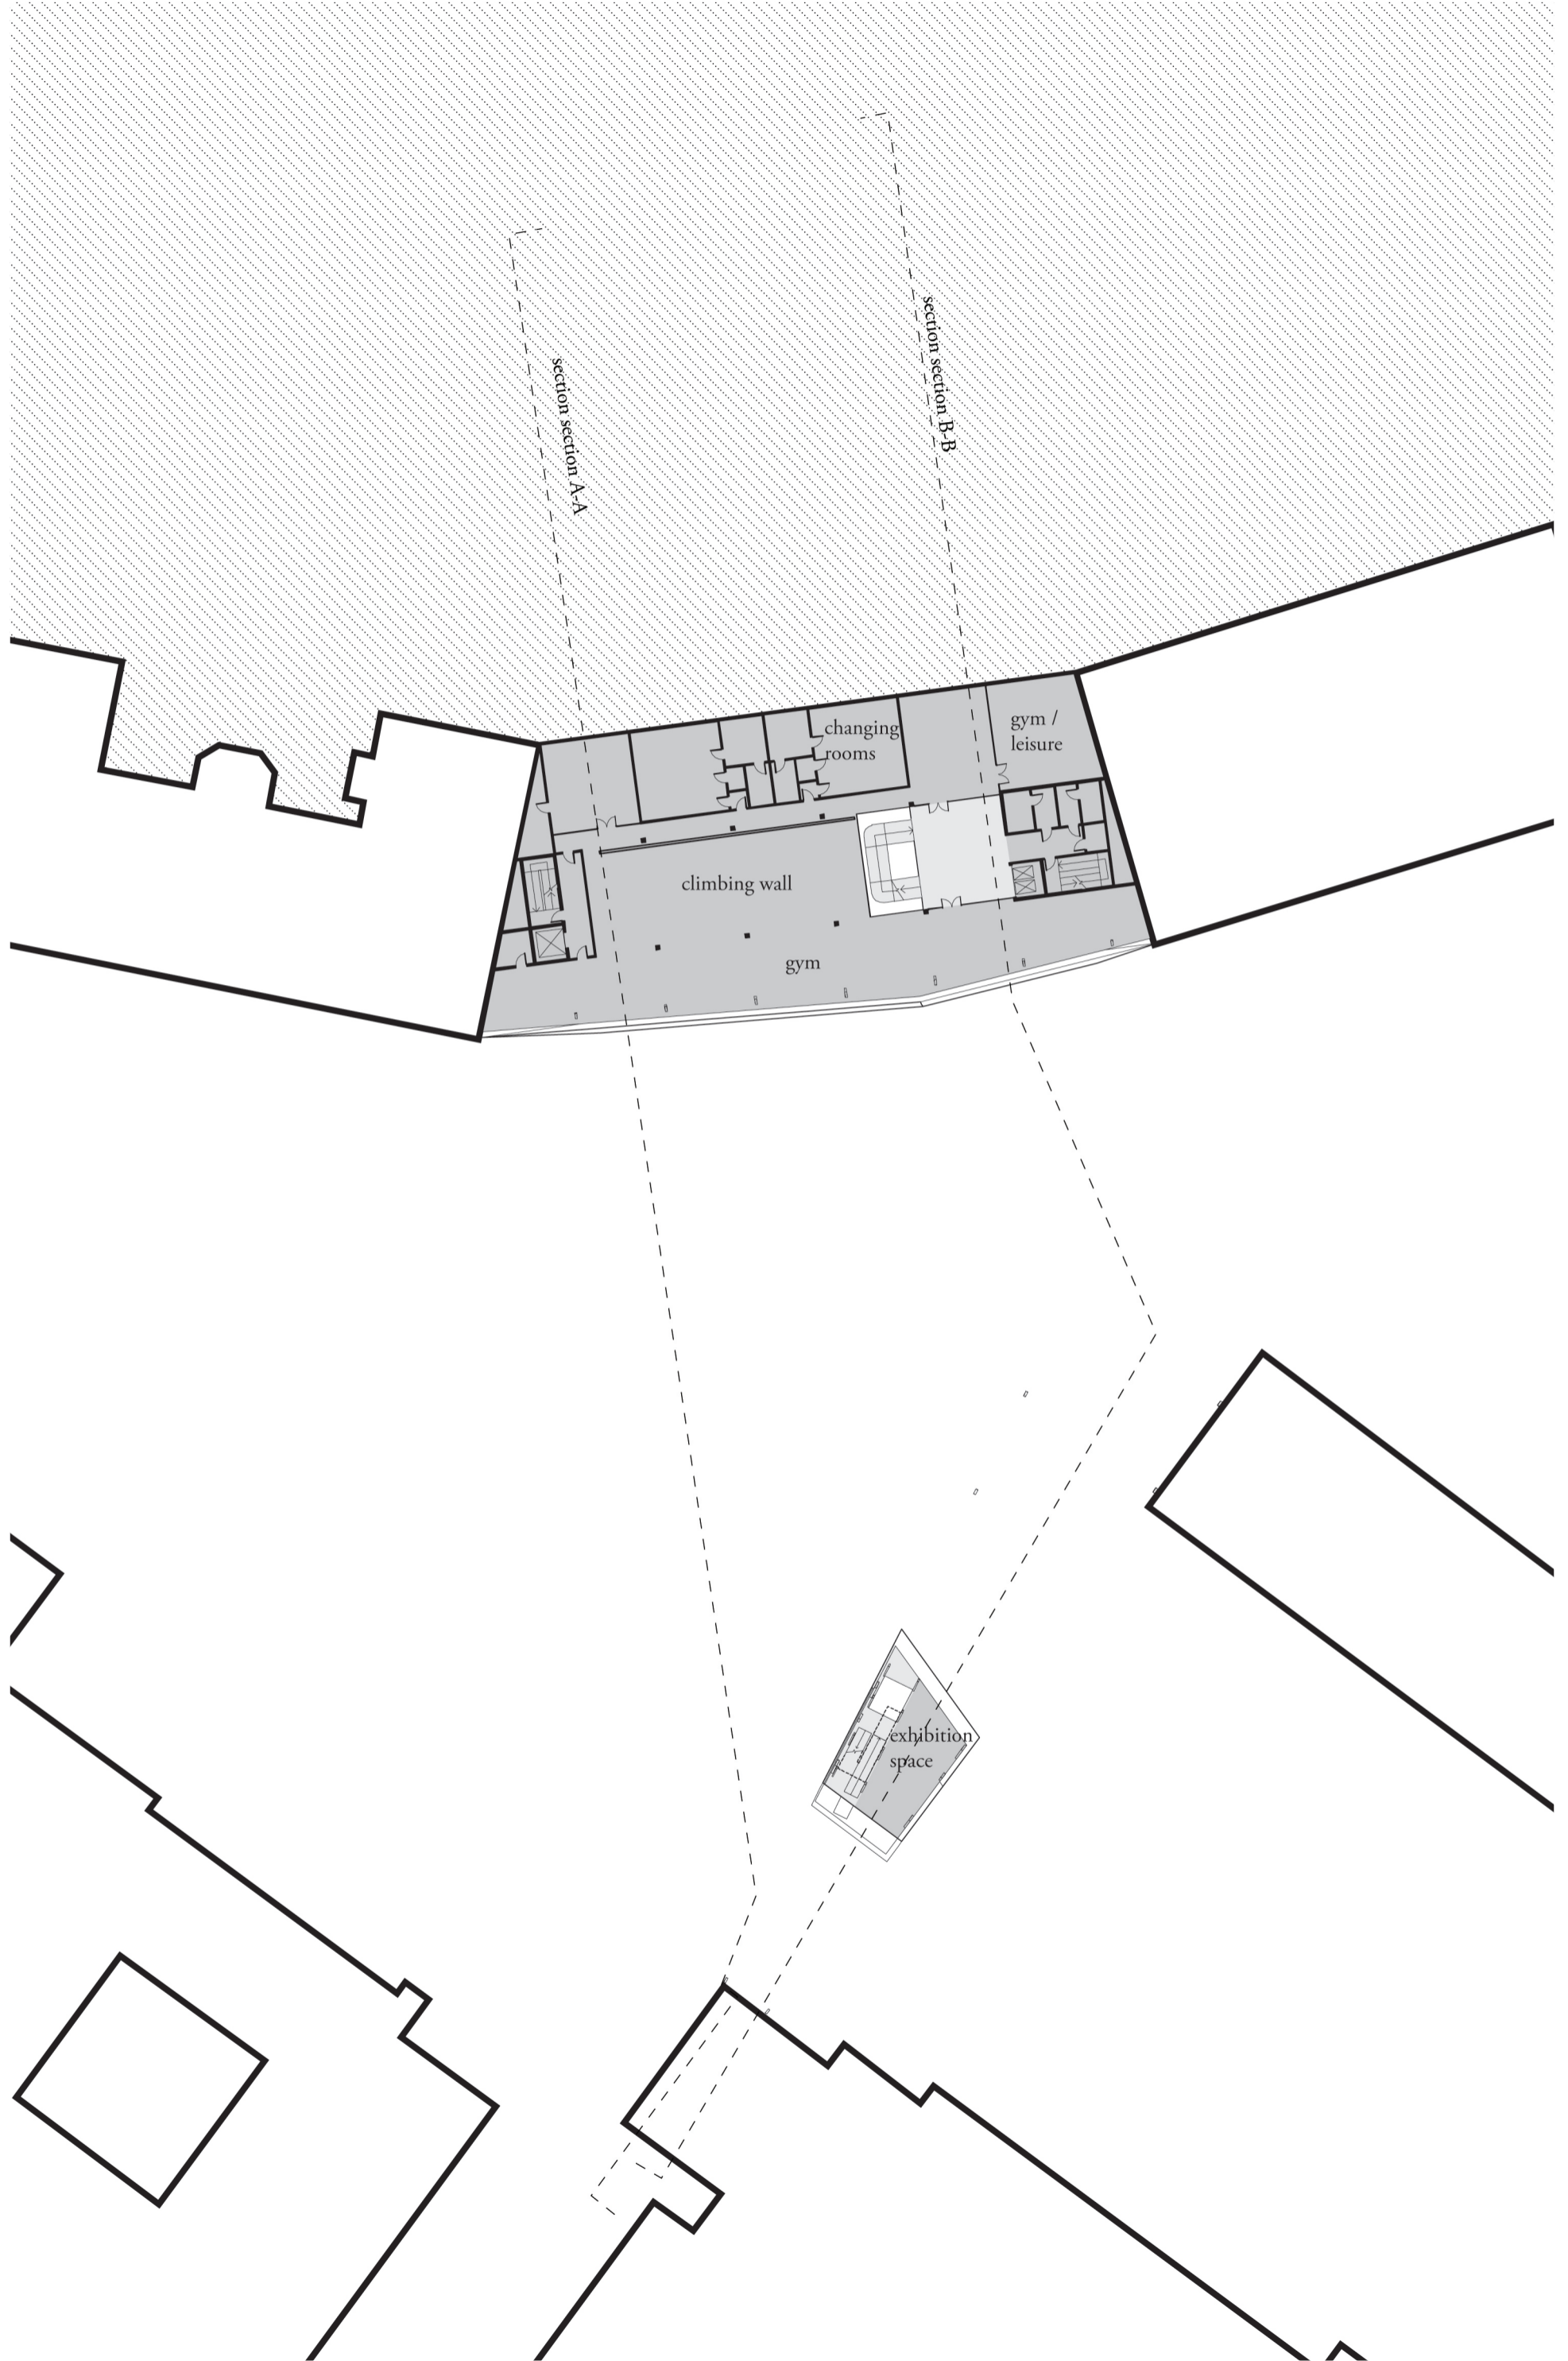 section section B-B
section section A-A
changing
rooms
gym /
leisure
climbing wall
gym
exhibition
space